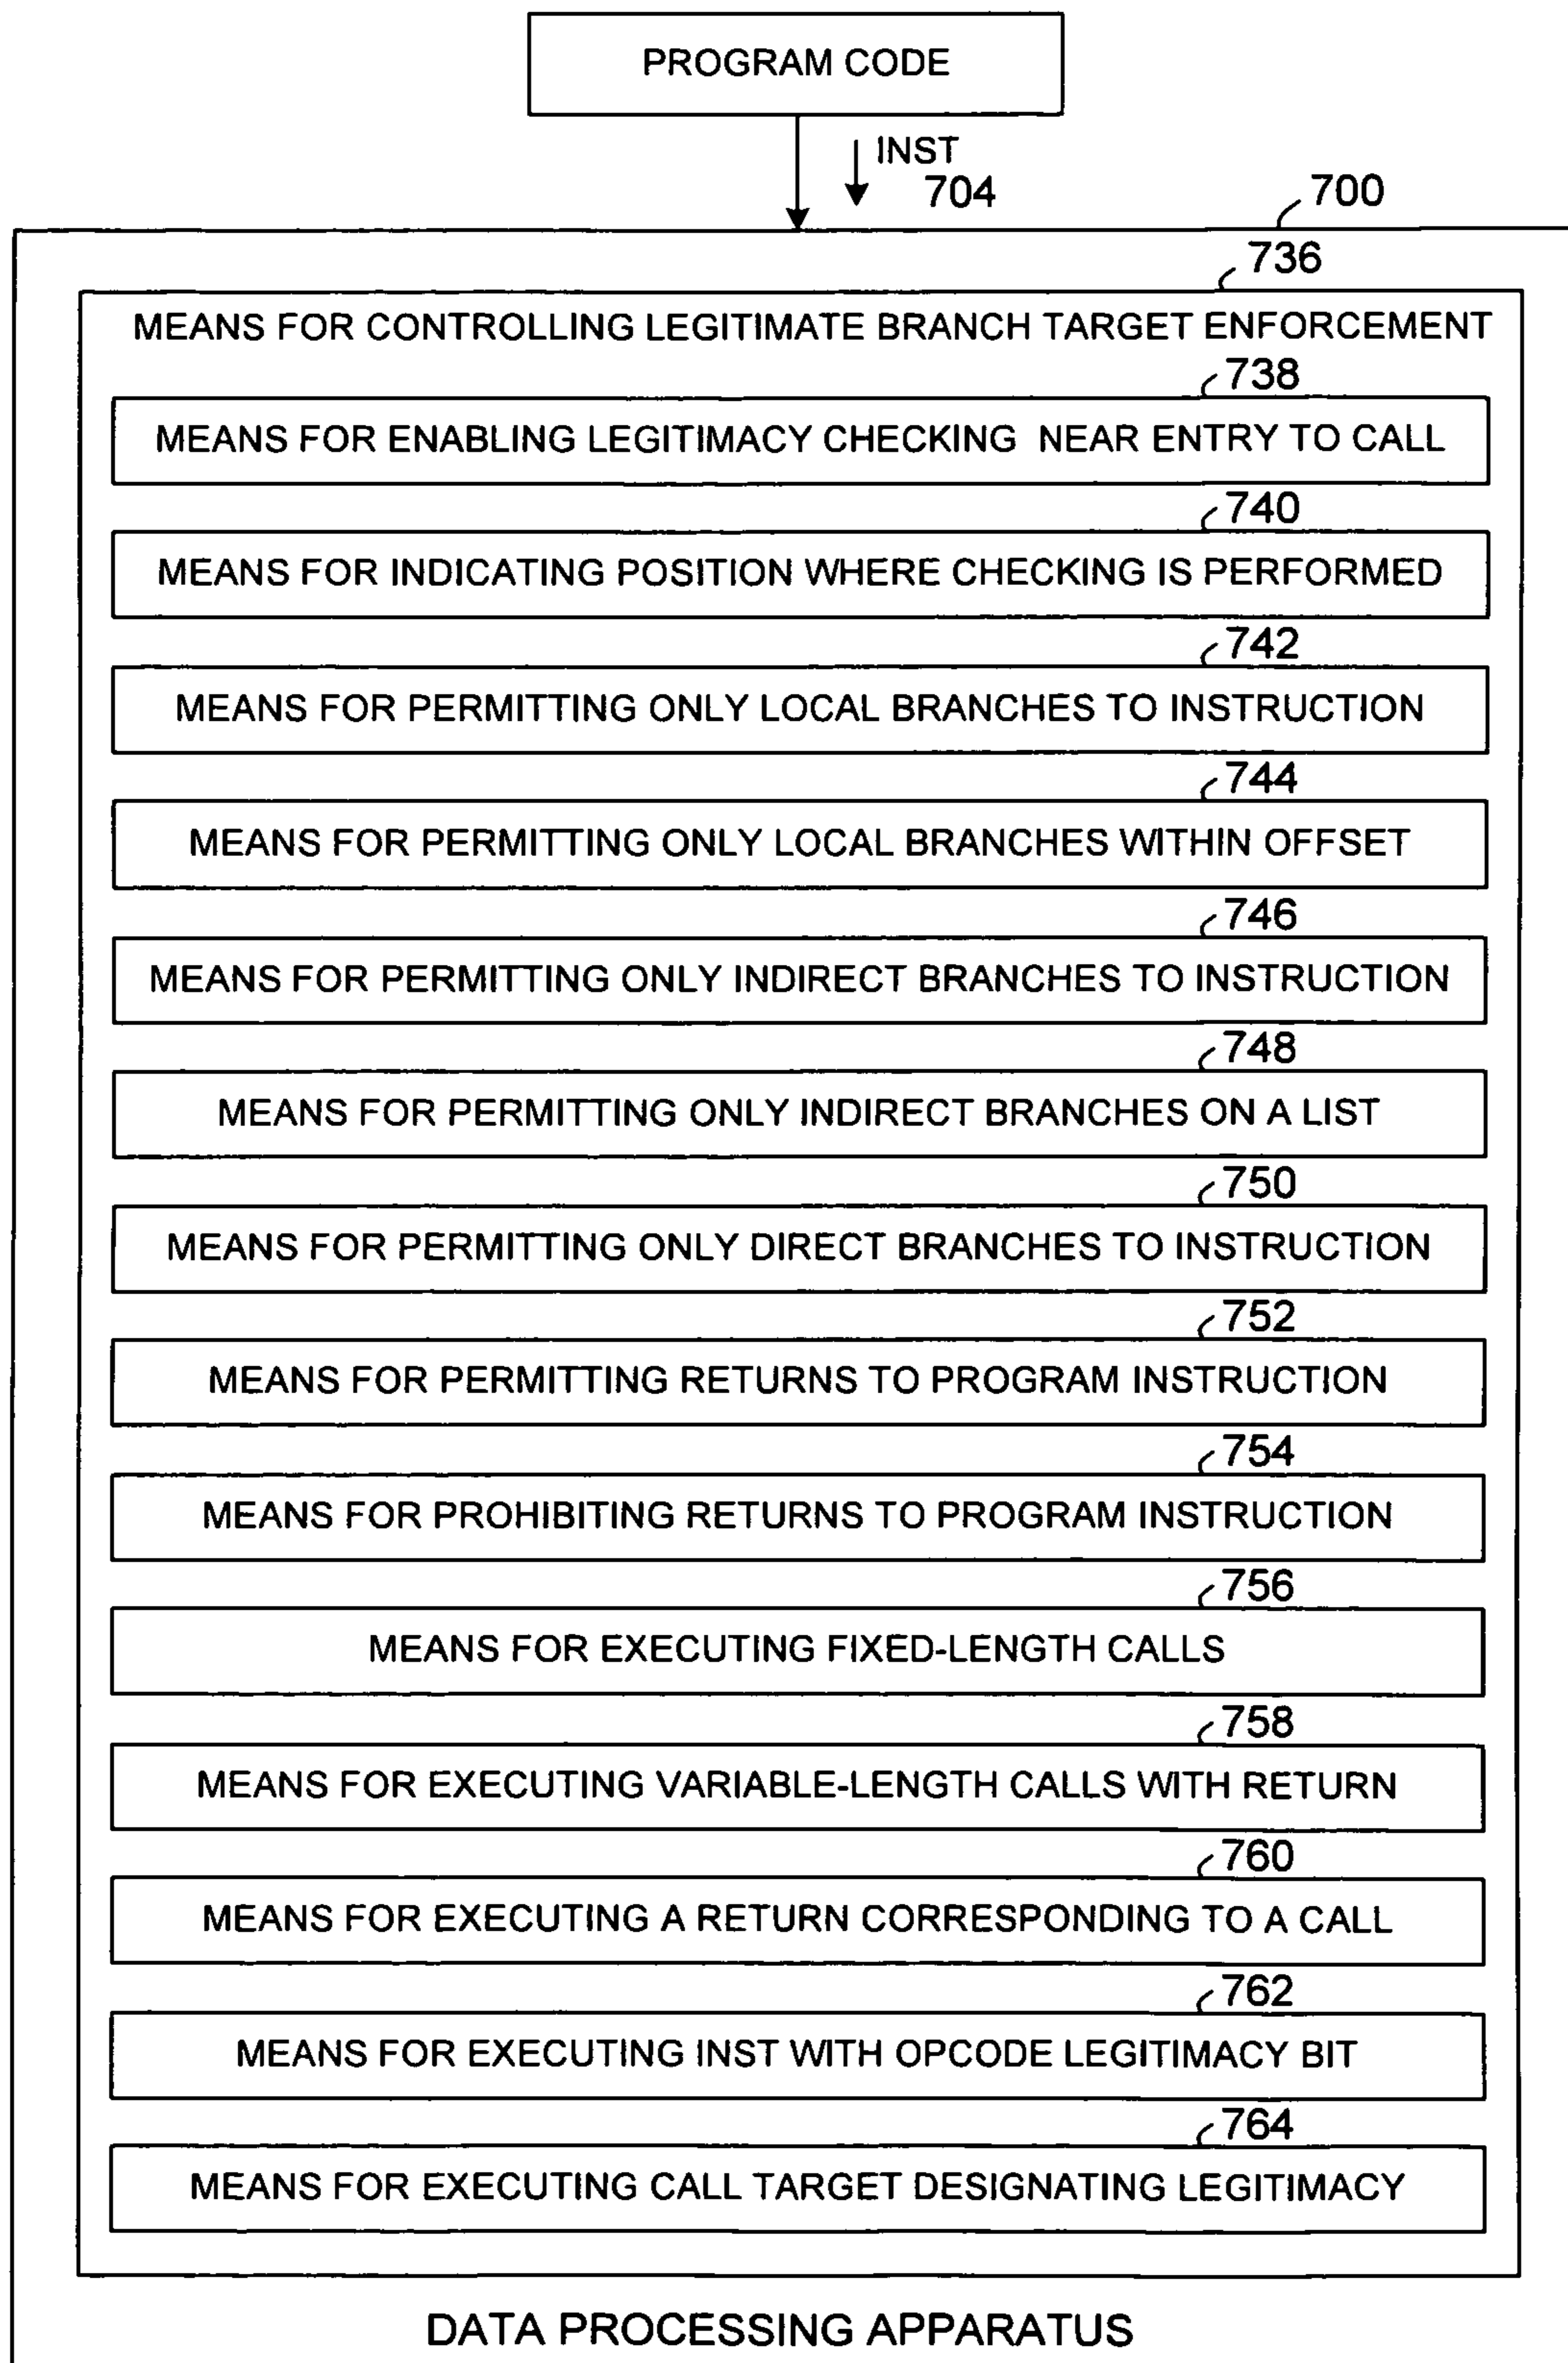 PROGRAM CODE
INST
704
700
736
MEANS FOR CONTROLLING LEGITIMATE BRANCH TARGET ENFORCEMENT
738
MEANS FOR ENABLING LEGITIMACY CHECKING NEAR ENTRY TO CALL
740
MEANS FOR INDICATING POSITION WHERE CHECKING IS PERFORMED
742
MEANS FOR PERMITTING ONLY LOCAL BRANCHES TO INSTRUCTION
744
MEANS FOR PERMITTING ONLY LOCAL BRANCHES WITHIN OFFSET
746
MEANS FOR PERMITTING ONLY INDIRECT BRANCHES TO INSTRUCTION
748
MEANS FOR PERMITTING ONLY INDIRECT BRANCHES ON A LIST
750
MEANS FOR PERMITTING ONLY DIRECT BRANCHES TO INSTRUCTION
752
MEANS FOR PERMITTING RETURNS TO PROGRAM INSTRUCTION
754
MEANS FOR PROHIBITING RETURNS TO PROGRAM INSTRUCTION
756
MEANS FOR EXECUTING FIXED-LENGTH CALLS
758
MEANS FOR EXECUTING VARIABLE-LENGTH CALLS WITH RETURN
760
MEANS FOR EXECUTING A RETURN CORRESPONDING TO A CALL
762
MEANS FOR EXECUTING INST WITH OPCODE LEGITIMACY BIT
764
MEANS FOR EXECUTING CALL TARGET DESIGNATING LEGITIMACY
DATA PROCESSING APPARATUS